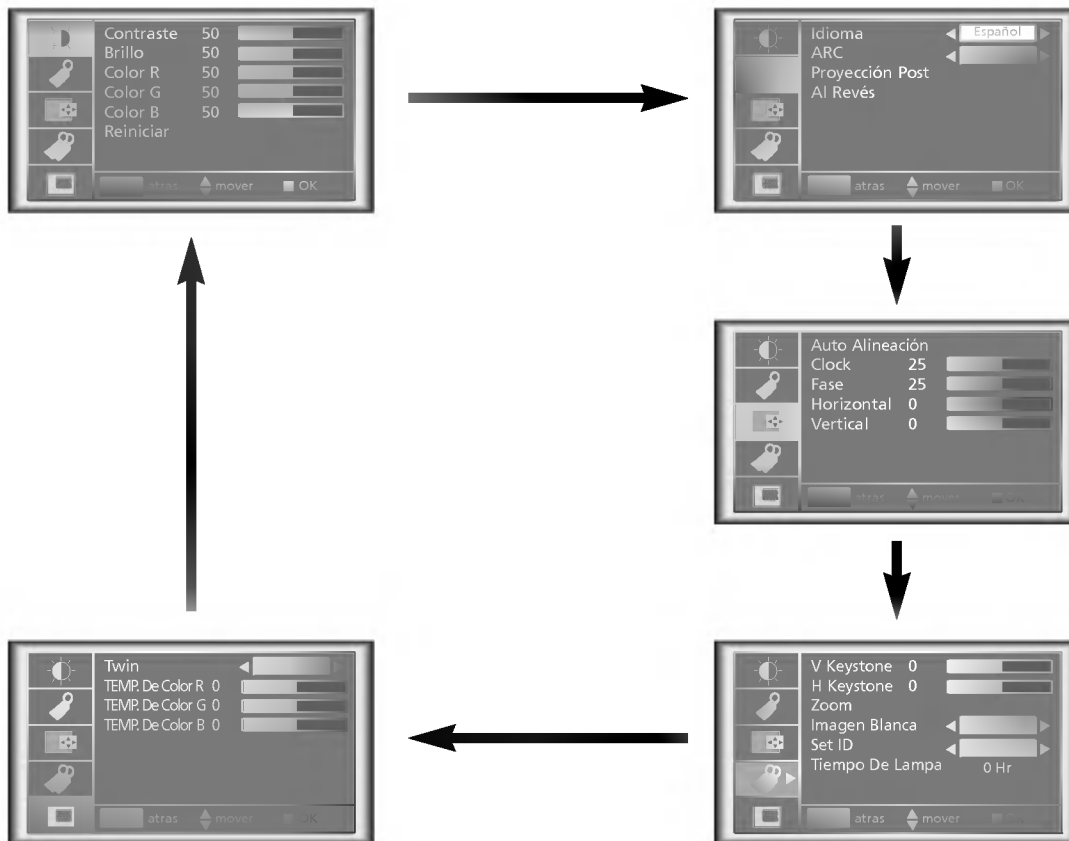 Contraste 50
Brillo 50
Color R 50
Color G 50
Color B 50
Reiniciar
atras mover OK
Idioma Español
ARC
Proyección Post
Al Revés
atras mover OK
Auto Alineación
Clock 25
Fase 25
Horizontal 0
Vertical 0
atras mover OK
Twin
TEMP. De Color R 0
TEMP. De Color G 0
TEMP. De Color B 0
atras mover OK
V Keystone 0
H Keystone 0
Zoom
Imagen Blanca
Set ID
Tiempo De Lampa 0 Hr
atras mover OK